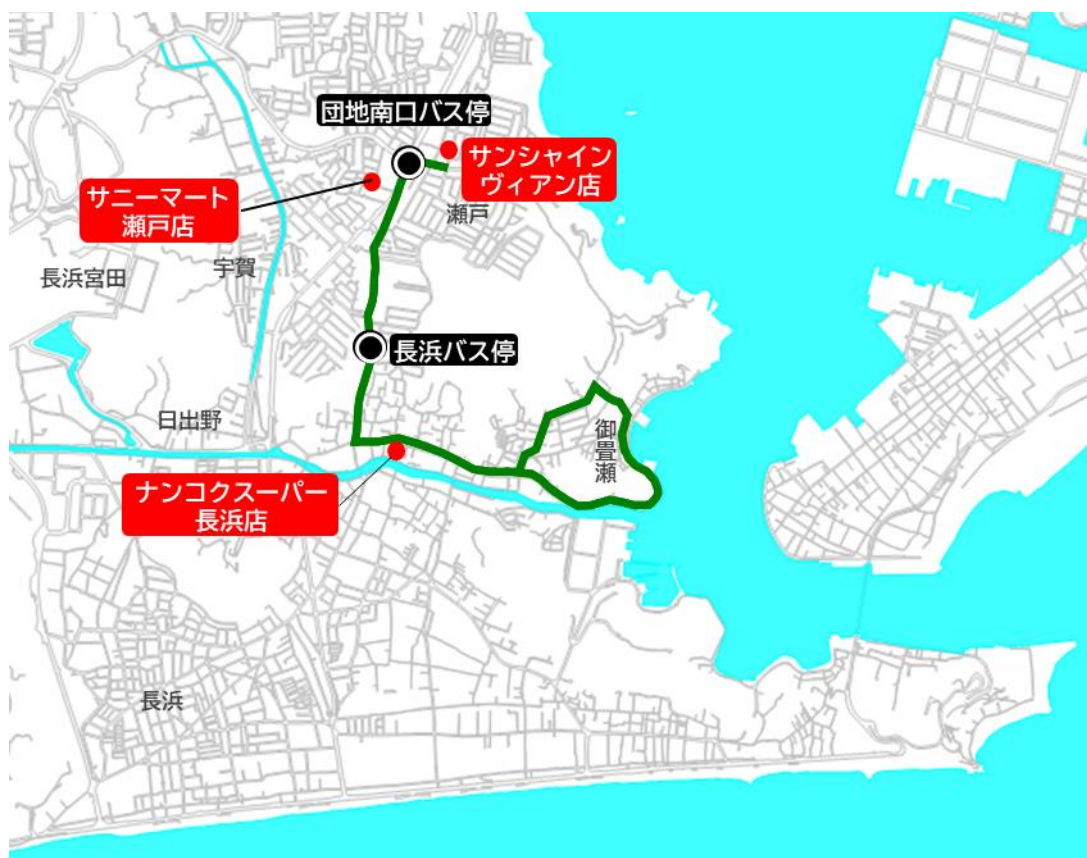 団地南口バス停
サンシャイン
ヴィアン店
サニーマート
瀬戸店
瀬戸
宇賀
長浜宮田
長浜バス停
日出野
御畳瀬
ナンコクスーパー
長浜店
長浜